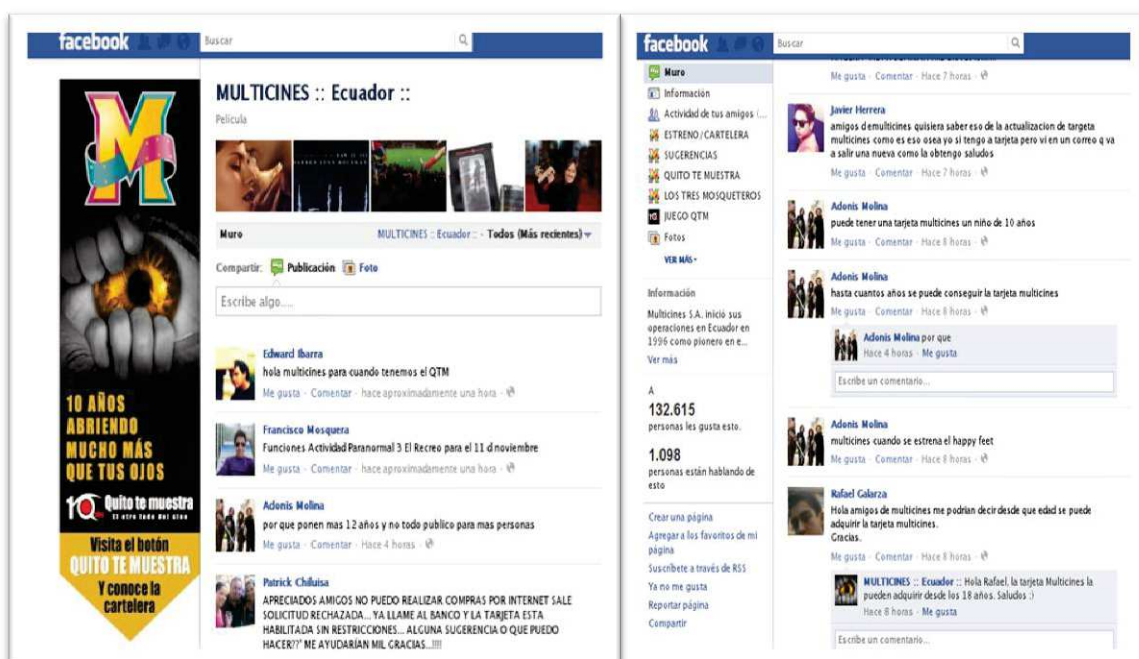 facebook
Buscar
MULTICINES :: Ecuador ::
Película
Muro
MULTICINES :: Ecuador :: · Todos (Más recientes)
Compartir: Publicación Foto
Escribe algo....
Edward Ibarra
hola multicines para cuando tenemos el QTM
Me gusta · Comentar · hace aproximadamente una hora ·
Francisco Mosquera
Funciones Actividad Paranormal 3 El Recreo para el 11 d noviembre
Me gusta · Comentar · hace aproximadamente una hora ·
Adonis Molina
por que ponen mas 12 años y no todo publico para mas personas
Me gusta · Comentar · Hace 4 horas ·
Patrick Chiluisa
APRECIADOS AMIGOS NO PUEDO REALIZAR COMPRAS POR INTERNET SALE
SOLICITUD RECHAZADA... YA LLAME AL BANCO Y LA TARJETA ESTA
HABILITADA SIN RESTRICCIONES... ALGUNA SUGERENCIA O QUE PUEDO
HACER??' ME AYUDARÍAN MIL GRACIAS...!!!!
M
10 AÑOS
ABRIENDO
MUCHO MÁS
QUE TUS OJOS
10 Quito te muestra
El otro lado del cine
Visita el botón
QUITO TE MUESTRA
Y conoce la
cartelera
facebook
Buscar
Muro
Información
Actividad de tus amigos (...
ESTRENO/CARTELERA
SUGERENCIAS
QUITO TE MUESTRA
LOS TRES MOSQUETEROS
JUEGO QTM
Fotos
VER MÁS
Información
Multicines S.A. inició sus
operaciones en Ecuador en
1996 como pionero en e...
Ver más
A
132.615
personas les gusta esto.
1.098
personas están hablando de
esto
Crear una página
Agregar a los favoritos de mi
página
Suscríbete a través de RSS
Ya no me gusta
Reportar página
Compartir
Me gusta · Comentar · Hace 7 horas ·
Javier Herrera
amigos demulticines quisiera saber eso de la actualizacion de targeta
multicines como es eso osea yo si tengo a tarjeta pero vi en un correo q va
a salir una nueva como la obtengo saludos
Me gusta · Comentar · Hace 7 horas ·
Adonis Molina
puede tener una tarjeta multicines un niño de 10 años
Me gusta · Comentar · Hace 8 horas ·
Adonis Molina
hasta cuantos años se puede conseguir la tarjeta multicines
Me gusta · Comentar · Hace 8 horas ·
Adonis Molina por que
Hace 4 horas · Me gusta
Escribe un comentario...
Adonis Molina
multicines cuando se estrena el happy feet
Me gusta · Comentar · Hace 8 horas ·
Rafael Galarza
Hola amigos de multicines me podrian decir desde que edad se puede
adquirir la tarjeta multicines.
Gracias.
Me gusta · Comentar · Hace 8 horas ·
MULTICINES :: Ecuador :: Hola Rafael, la tarjeta Multicines la
pueden adquirir desde los 18 años. Saludos :)
Hace 8 horas · Me gusta
Escribe un comentario...